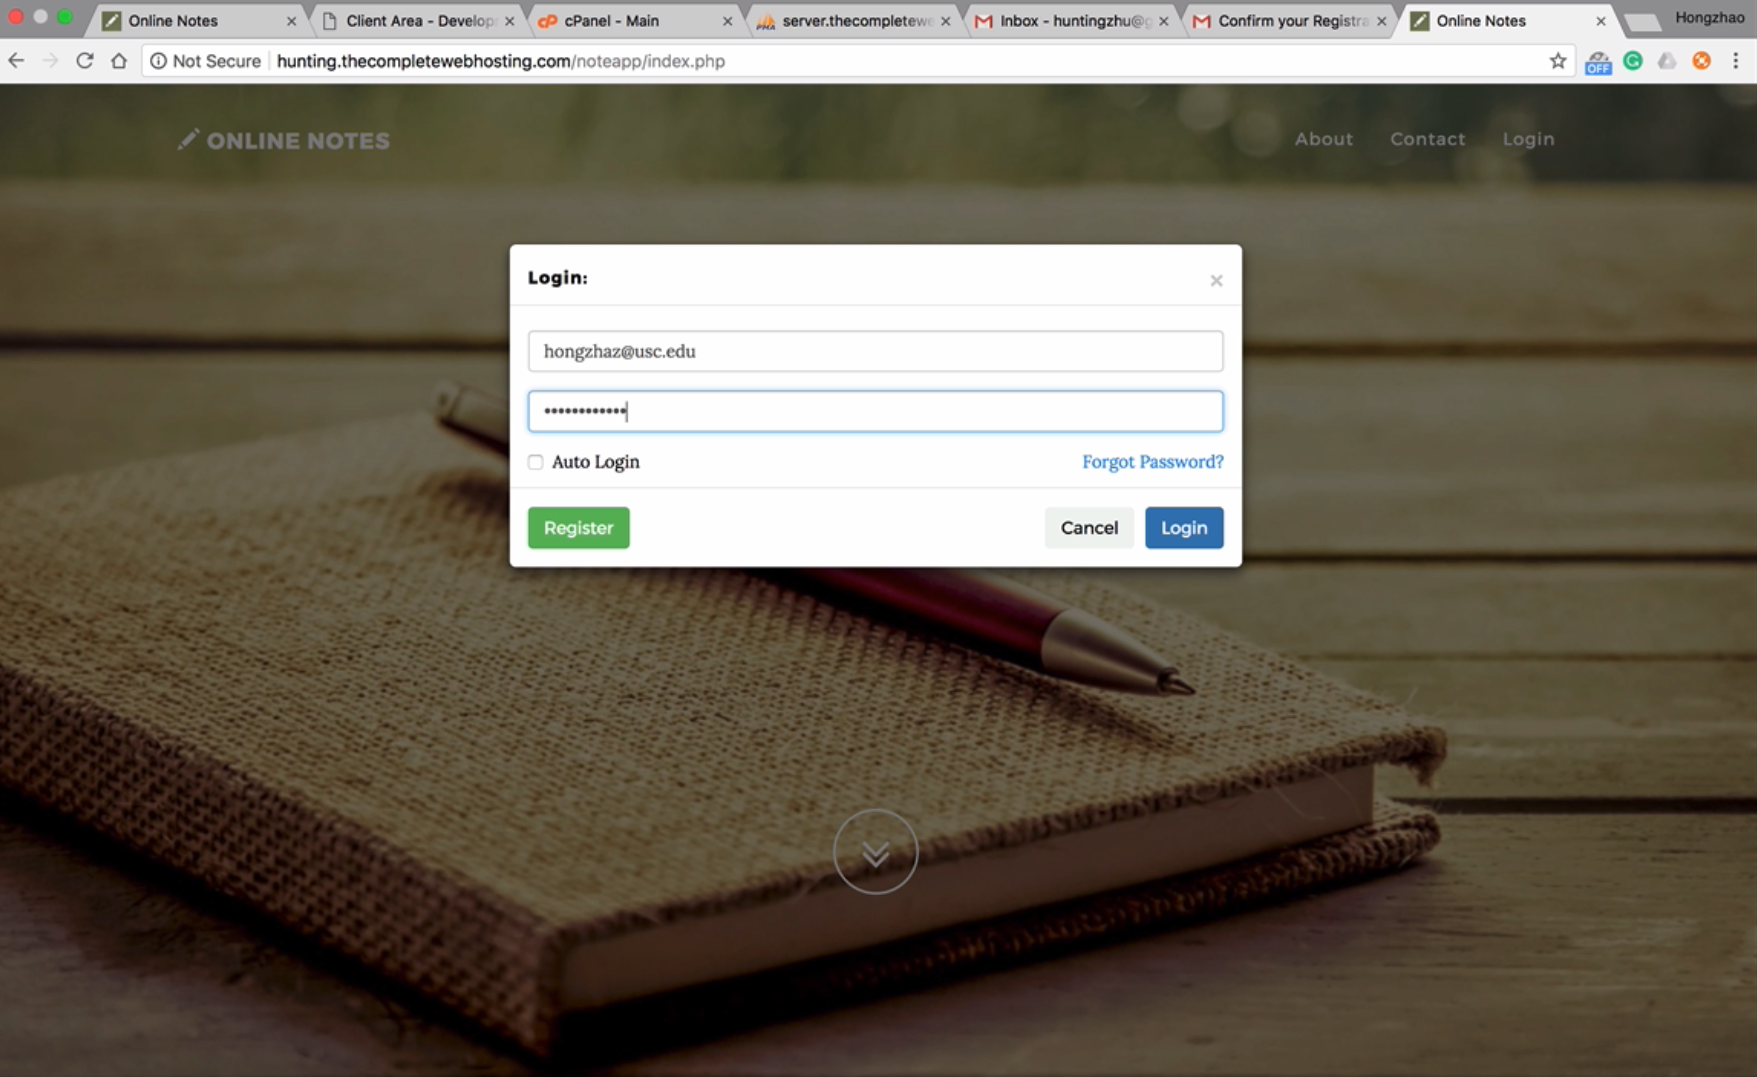 Online Notes
Client Area - Develop
cPanel - Main
server.thecompletewe
Inbox - huntingzhu@g
Confirm your Registra
Online Notes
Hongzhao
Not Secure
hunting.thecompletewebhosting.com/noteapp/index.php
OFF
ONLINE NOTES
About
Contact
Login
Login:
hongzhaz@usc.edu
••••••••••••
Auto Login
Forgot Password?
Register
Cancel
Login